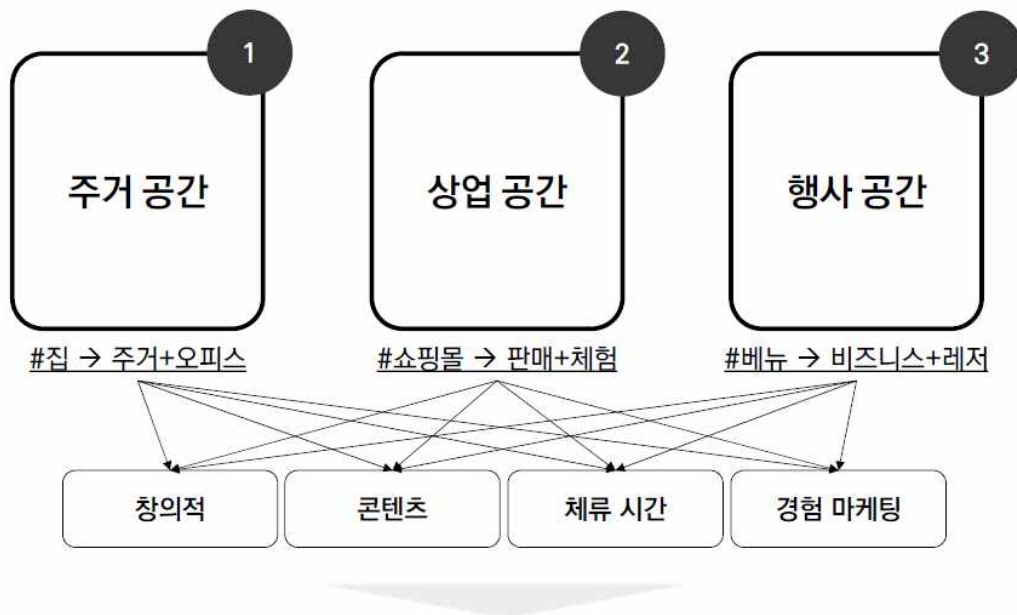 1
2
3
주거 공간
상업 공간
행사 공간
#집 → 주거+오피스
#쇼핑몰 → 판매+체험
#베뉴 → 비즈니스+레저
창의적
콘텐츠
체류 시간
경험 마케팅